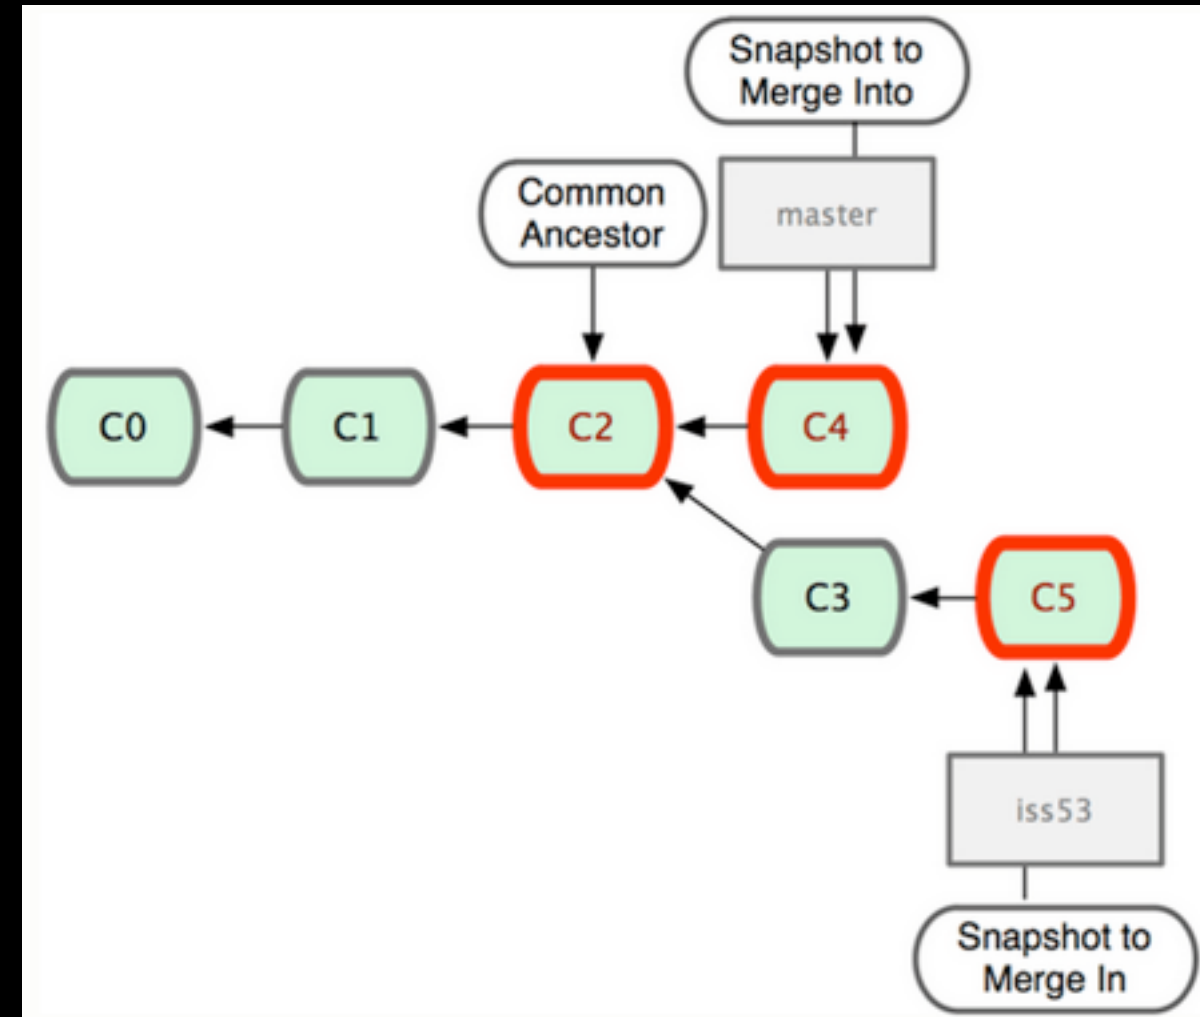 Snapshot to
Merge Into
Common
Ancestor
master
C0
C1
C2
C4
C3
C5
iss53
Snapshot to
Merge In